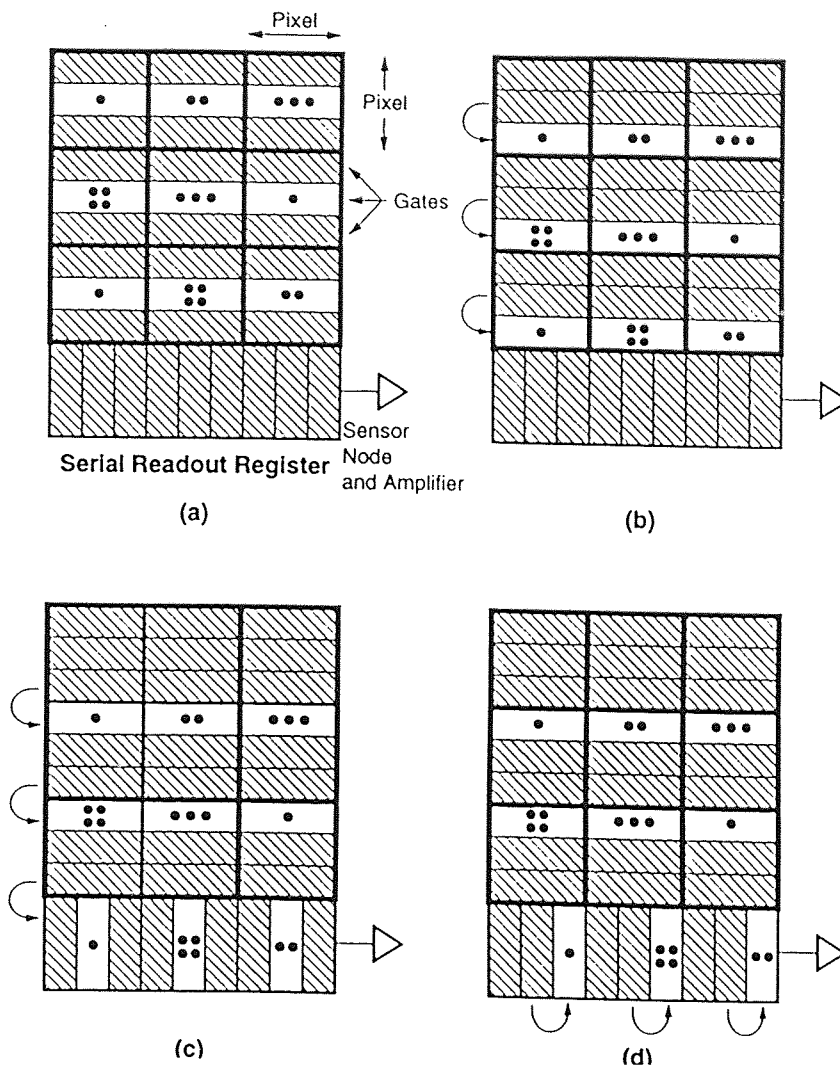 Pixel
Pixel
Gates
Sensor
Node
and Amplifier
Serial Readout Register
(a)
(b)
(c)
(d)